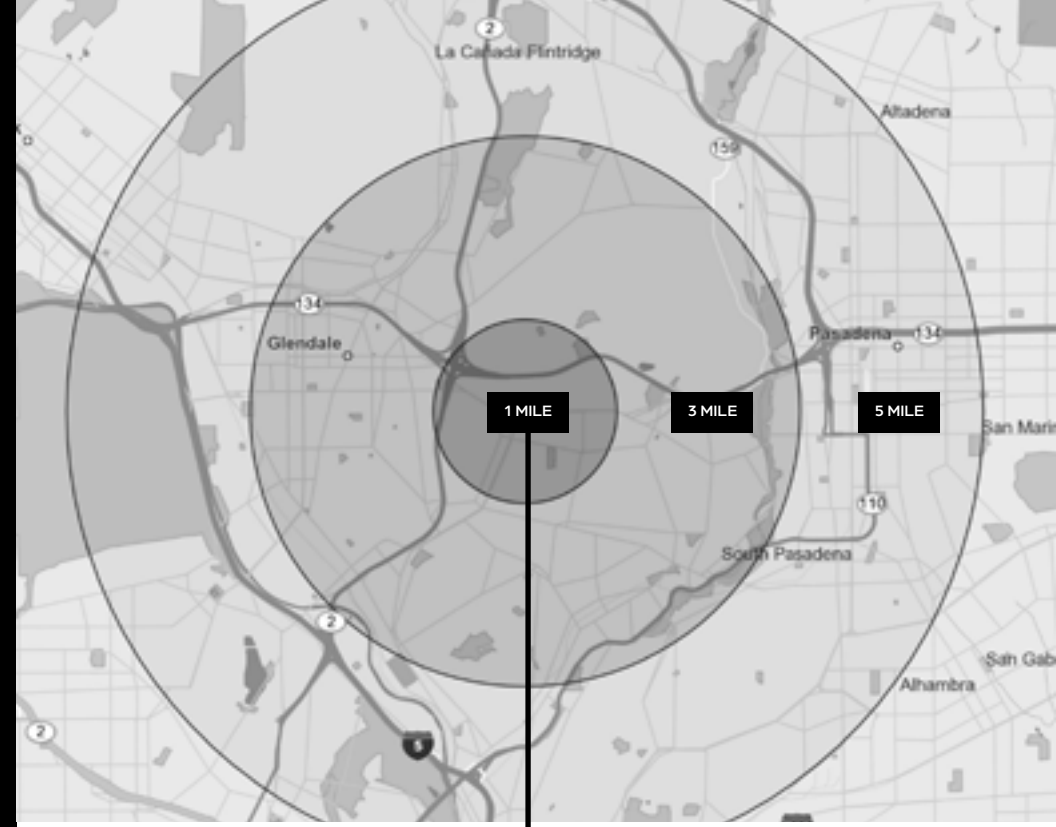 2
La Cañada Flintridge
Altadena
159
134
Pasadena
134
Glendale
1 MILE
3 MILE
5 MILE
San Marin
110
South Pasadena
2
San Gab
Alhambra
2
5